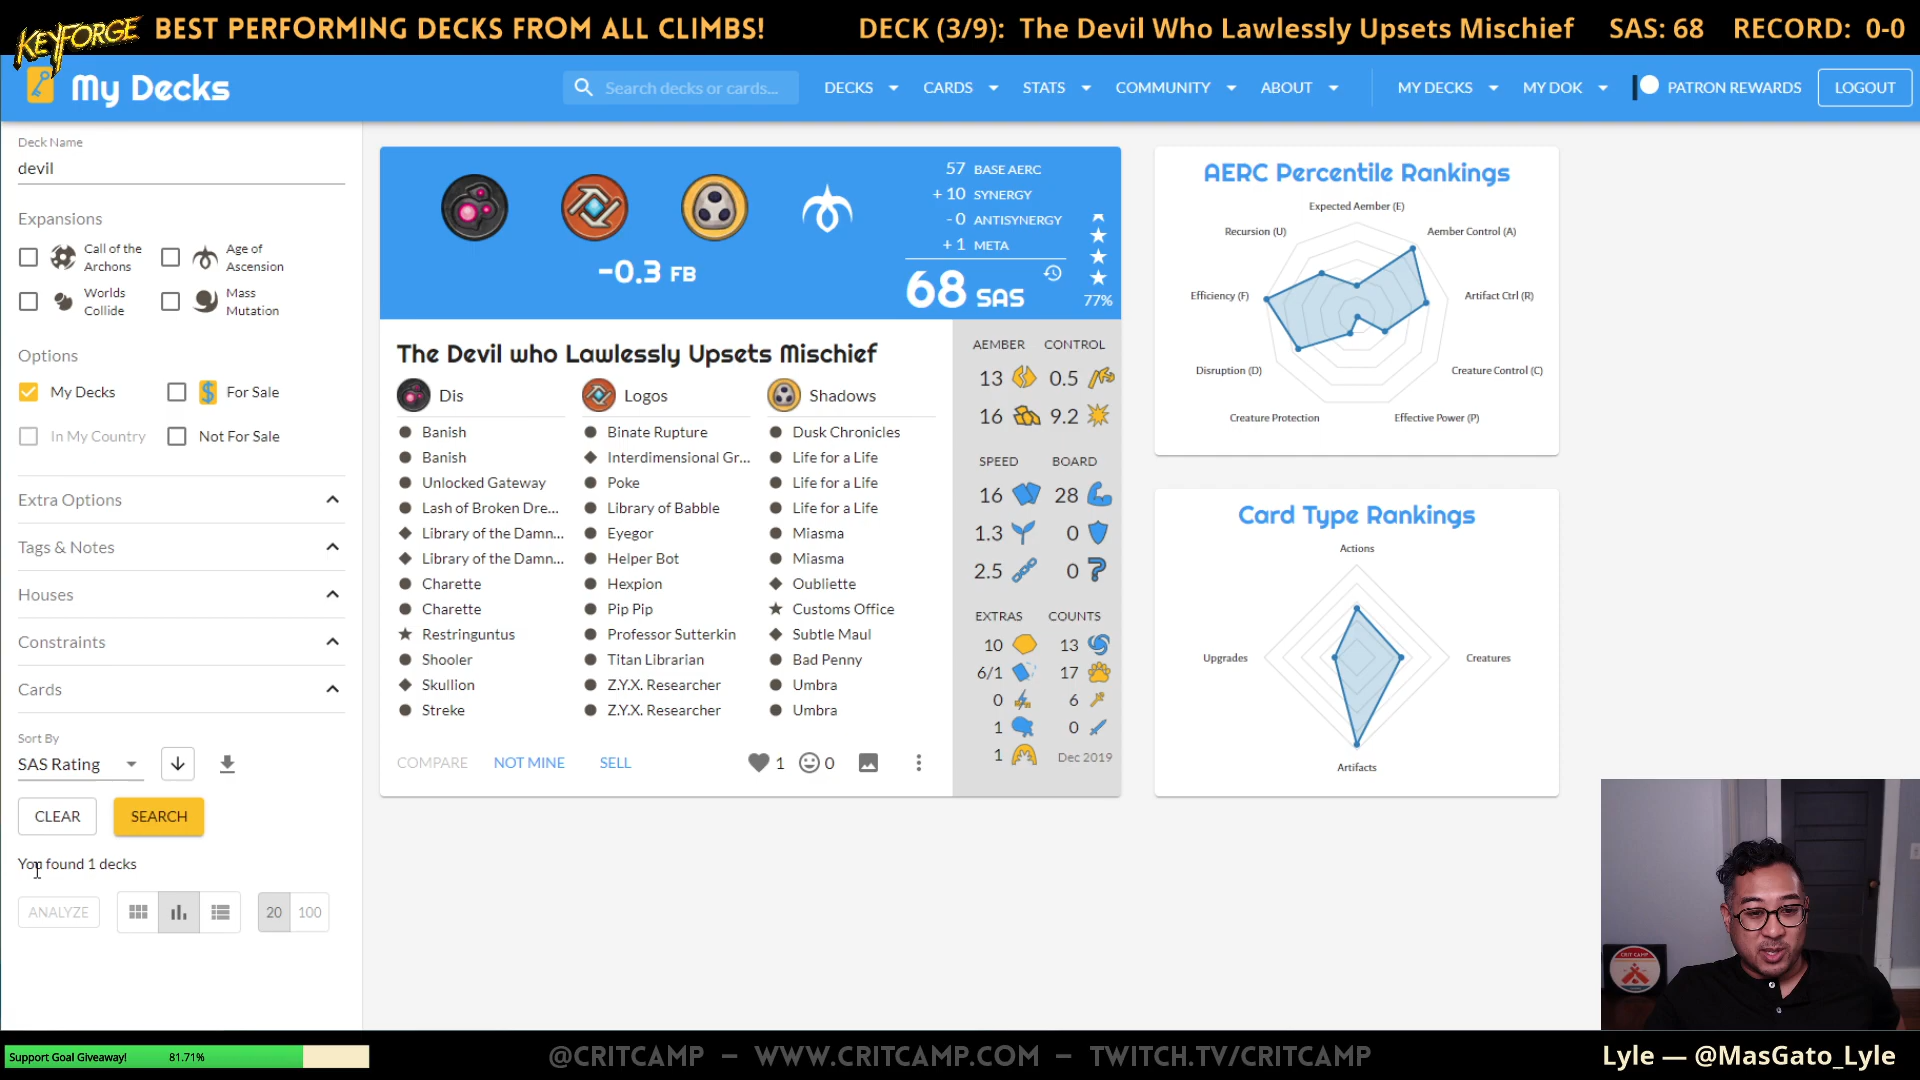 KEYFORGE
BEST PERFORMING DECKS FROM ALL CLIMBS!
DECK (3/9): The Devil Who Lawlessly Upsets Mischief SAS: 68 RECORD: 0-0
My Decks
Search decks or cards...
DECKS
CARDS
STATS
COMMUNITY
ABOUT
MY DECKS
MY DOK
PATRON REWARDS
LOGOUT
Deck Name
devil
Expansions
Call of the Archons
Age of Ascension
Worlds Collide
Mass Mutation
Options
My Decks
For Sale
In My Country
Not For Sale
Extra Options
Tags & Notes
Houses
Constraints
Cards
Sort By
SAS Rating
CLEAR
SEARCH
You found 1 decks
ANALYZE
20
100
-0.3 FB
57 BASE AERC
+ 10 SYNERGY
- 0 ANTISYNERGY
+ 1 META
68 SAS
77%
The Devil who Lawlessly Upsets Mischief
Dis
Banish
Banish
Unlocked Gateway
Lash of Broken Dre...
Library of the Damn...
Library of the Damn...
Charette
Charette
Restringuntus
Shooler
Skullion
Streke
Logos
Binate Rupture
Interdimensional Gr...
Poke
Library of Babble
Eyegor
Helper Bot
Hexpion
Pip Pip
Professor Sutterkin
Titan Librarian
Z.Y.X. Researcher
Z.Y.X. Researcher
Shadows
Dusk Chronicles
Life for a Life
Life for a Life
Life for a Life
Miasma
Miasma
Oubliette
Customs Office
Subtle Maul
Bad Penny
Umbra
Umbra
COMPARE
NOT MINE
SELL
1
0
AEMBER CONTROL
13 0.5
16 9.2
SPEED BOARD
16 28
1.3 0
2.5 0
EXTRAS COUNTS
10 13
6/1 17
0 6
1 0
1 Dec 2019
AERC Percentile Rankings
Expected Aember (E)
Recursion (U)
Aember Control (A)
Efficiency (F)
Artifact Ctrl (R)
Disruption (D)
Creature Control (C)
Creature Protection
Effective Power (P)
Card Type Rankings
Actions
Upgrades
Creatures
Artifacts
CRIT CAMP
Support Goal Giveaway! 81.71%
@CRITCAMP — WWW.CRITCAMP.COM — TWITCH.TV/CRITCAMP
Lyle — @MasGato_Lyle